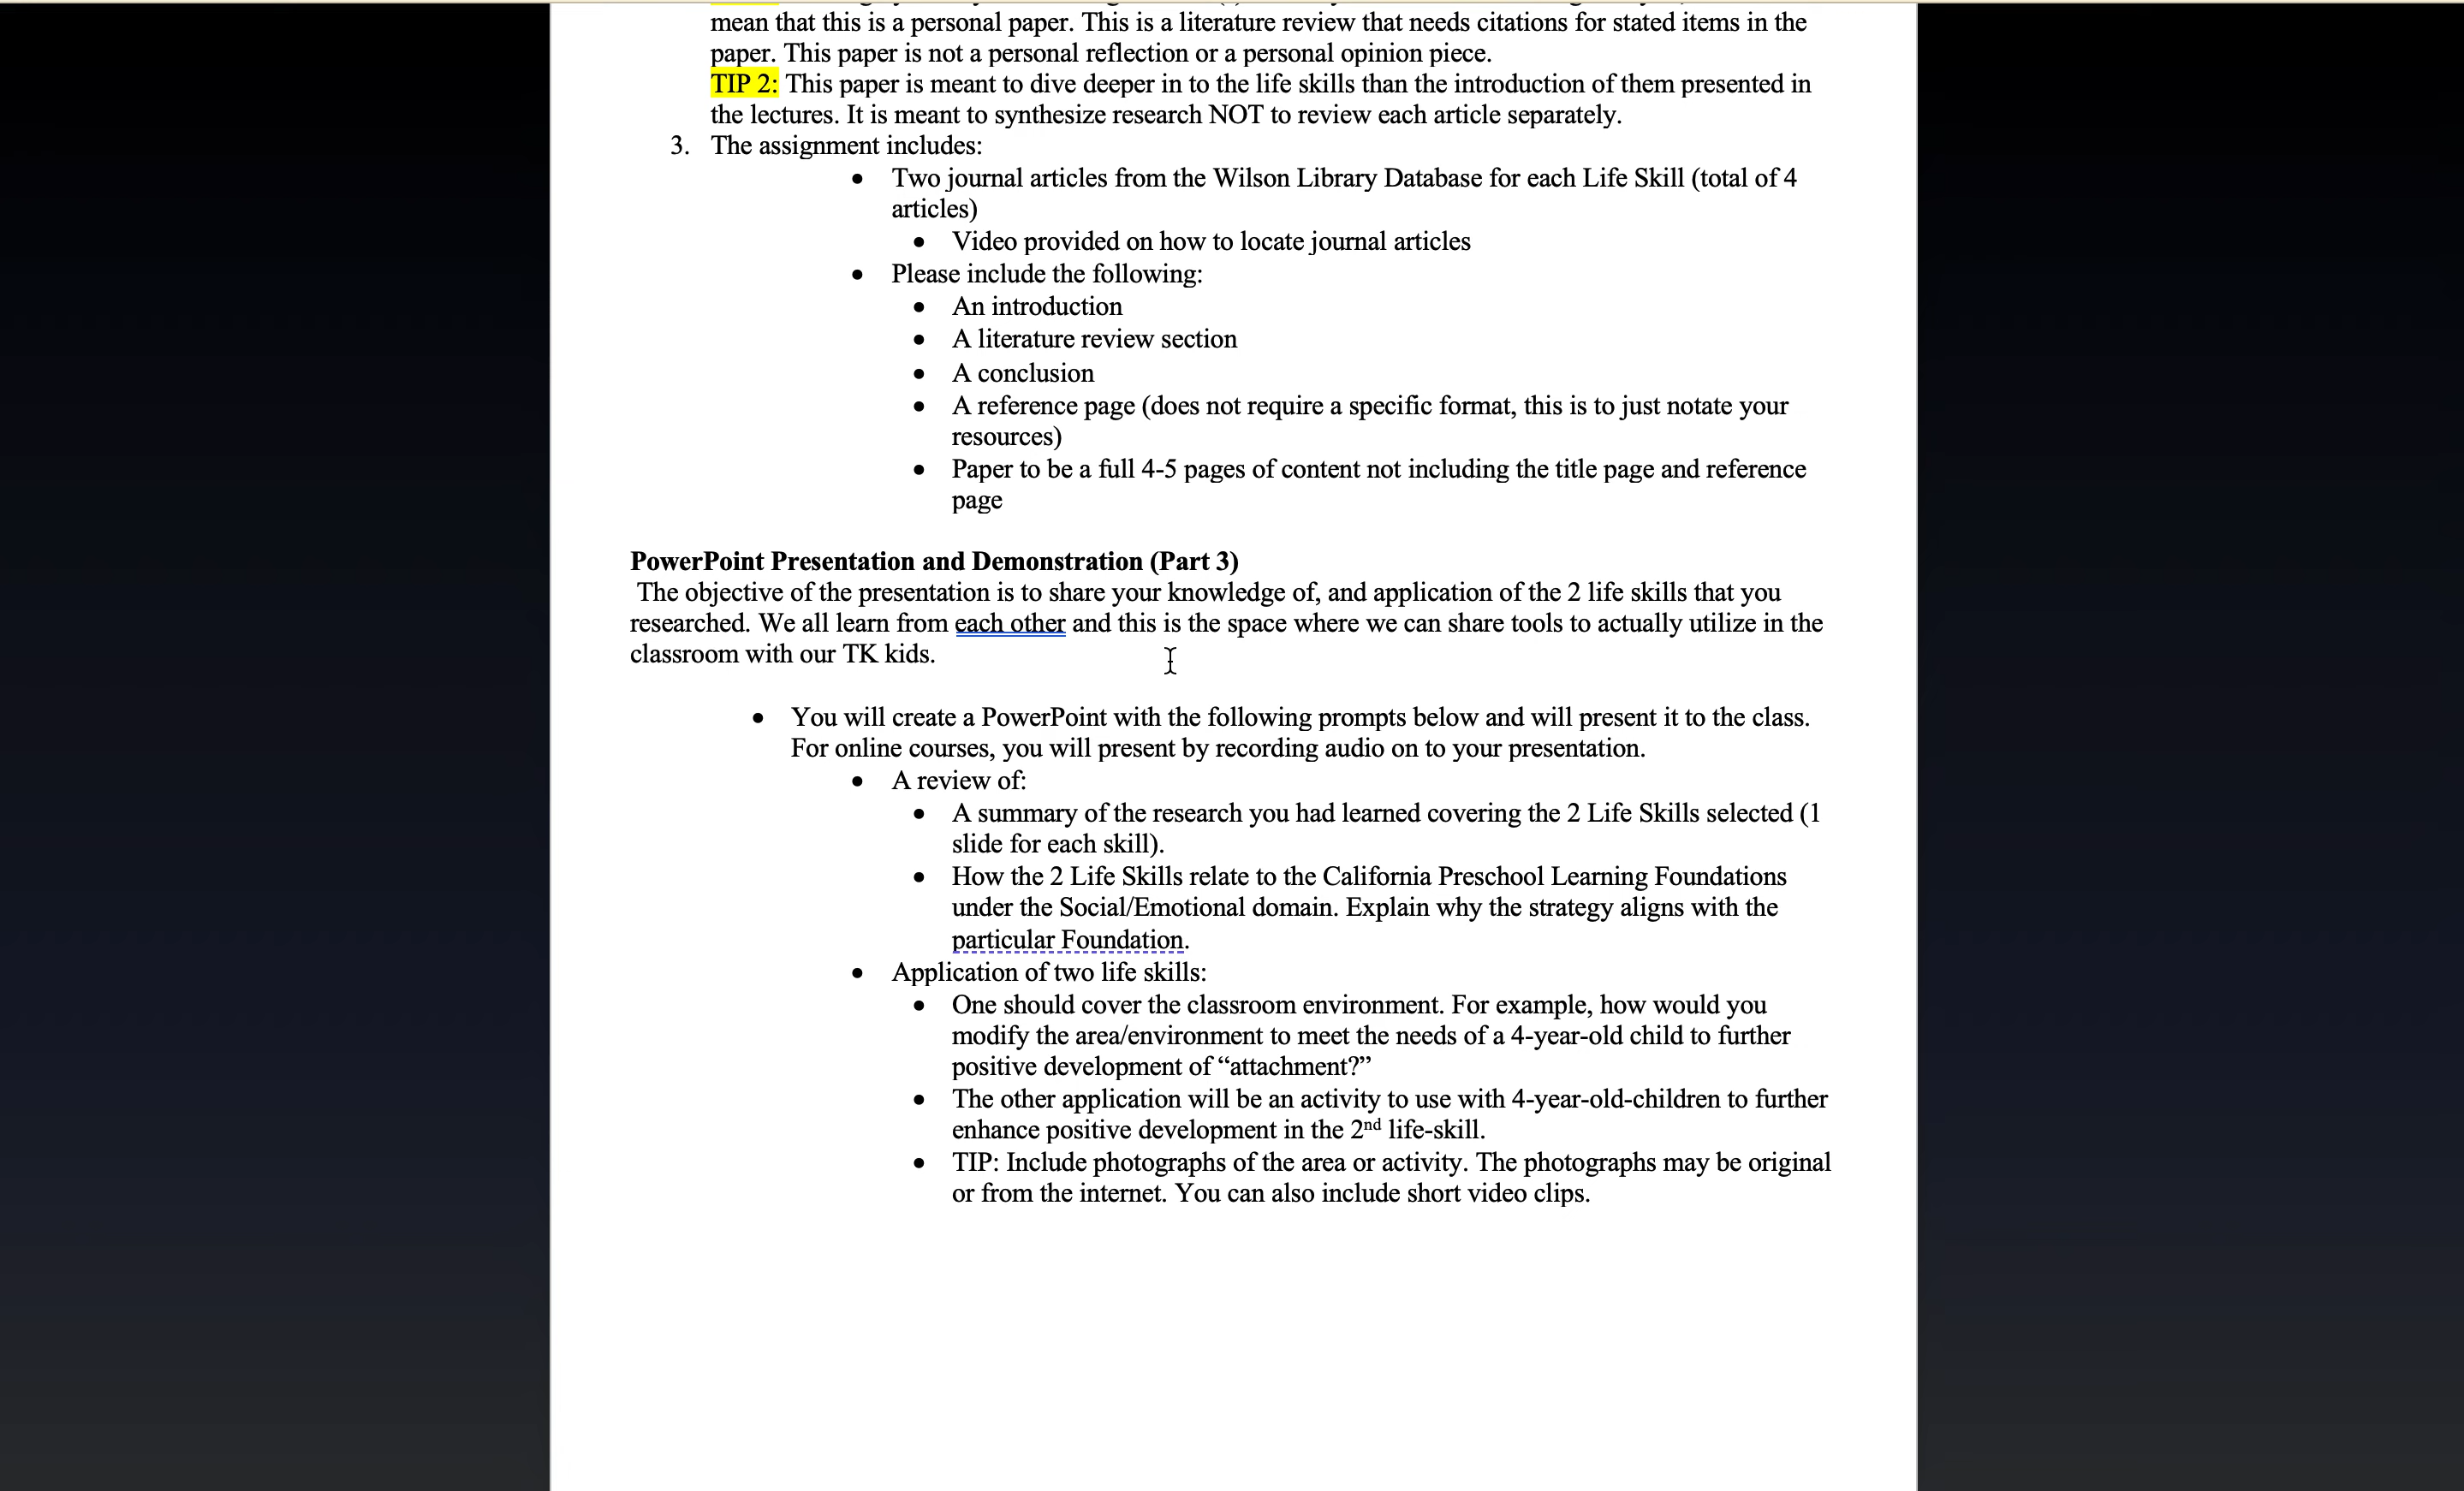 mean that this is a personal paper. This is a literature review that needs citations for stated items in the
paper. This paper is not a personal reflection or a personal opinion piece.
TIP 2: This paper is meant to dive deeper in to the life skills than the introduction of them presented in
the lectures. It is meant to synthesize research NOT to review each article separately.
3. The assignment includes:
• Two journal articles from the Wilson Library Database for each Life Skill (total of 4
articles)
• Video provided on how to locate journal articles
• Please include the following:
• An introduction
• A literature review section
• A conclusion
• A reference page (does not require a specific format, this is to just notate your
resources)
• Paper to be a full 4-5 pages of content not including the title page and reference
page
PowerPoint Presentation and Demonstration (Part 3)
The objective of the presentation is to share your knowledge of, and application of the 2 life skills that you
researched. We all learn from each other and this is the space where we can share tools to actually utilize in the
classroom with our TK kids.
• You will create a PowerPoint with the following prompts below and will present it to the class.
For online courses, you will present by recording audio on to your presentation.
• A review of:
• A summary of the research you had learned covering the 2 Life Skills selected (1
slide for each skill).
• How the 2 Life Skills relate to the California Preschool Learning Foundations
under the Social/Emotional domain. Explain why the strategy aligns with the
particular Foundation.
• Application of two life skills:
• One should cover the classroom environment. For example, how would you
modify the area/environment to meet the needs of a 4-year-old child to further
positive development of “attachment?”
• The other application will be an activity to use with 4-year-old-children to further
enhance positive development in the 2nd life-skill.
• TIP: Include photographs of the area or activity. The photographs may be original
or from the internet. You can also include short video clips.